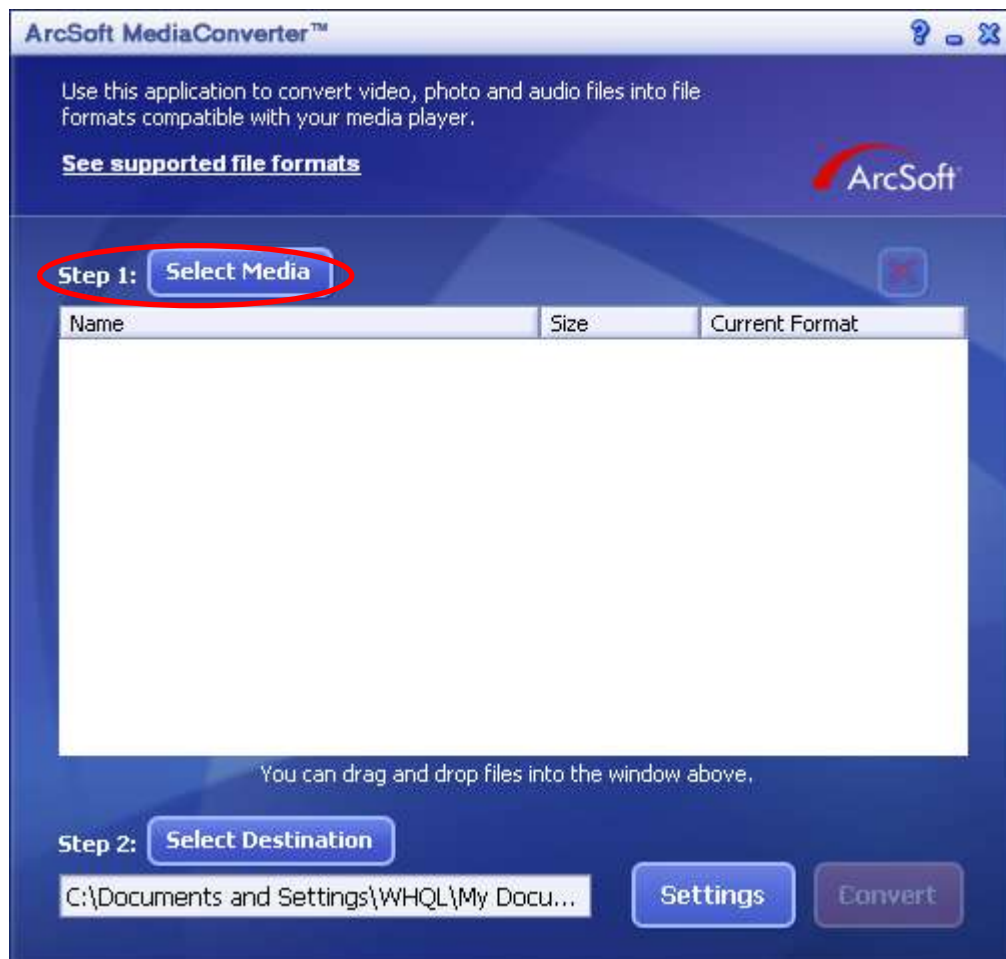 ArcSoft MediaConverter™
Use this application to convert video, photo and audio files into file
formats compatible with your media player.
See supported file formats
ArcSoft
Step 1: Select Media
Name Size Current Format
You can drag and drop files into the window above.
Step 2: Select Destination
C:\Documents and Settings\WHQL\My Docu...
Settings Convert